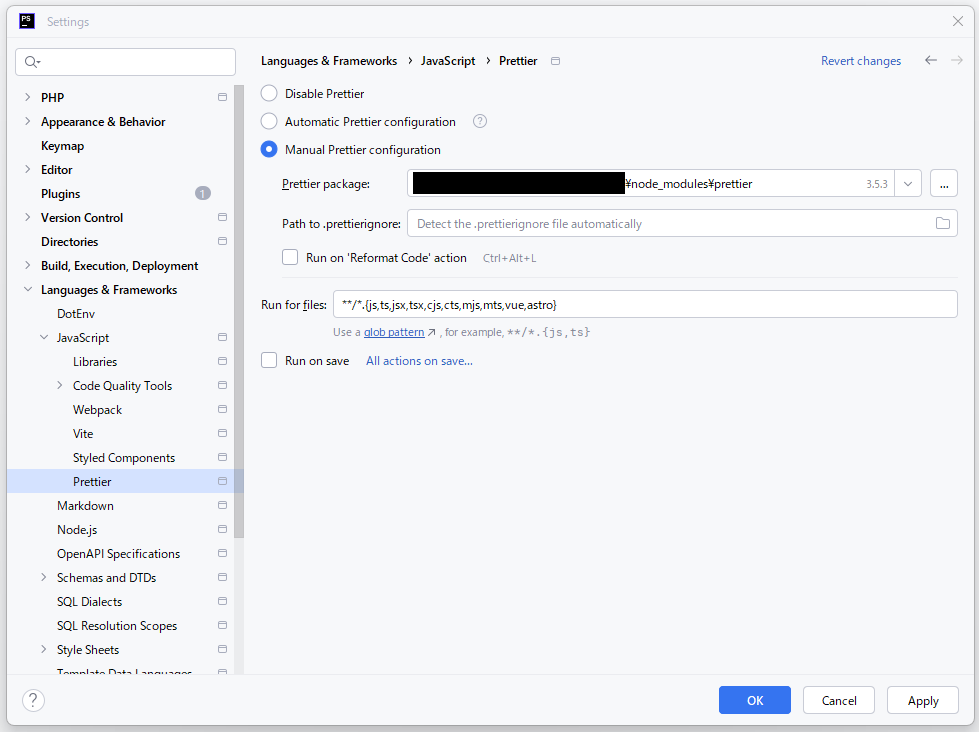 PS
Settings
Languages & Frameworks › JavaScript › Prettier
Revert changes
PHP
Appearance & Behavior
Keymap
Editor
Plugins 1
Version Control
Directories
Build, Execution, Deployment
Languages & Frameworks
DotEnv
JavaScript
Libraries
Code Quality Tools
Webpack
Vite
Styled Components
Prettier
Markdown
Node.js
OpenAPI Specifications
Schemas and DTDs
SQL Dialects
SQL Resolution Scopes
Style Sheets
Template Data Languages
Disable Prettier
Automatic Prettier configuration ?
Manual Prettier configuration
Prettier package: ¥node_modules¥prettier 3.5.3 ...
Path to .prettierignore: Detect the .prettierignore file automatically
Run on 'Reformat Code' action Ctrl+Alt+L
Run for files: **/*.{js,ts,jsx,tsx,cjs,cts,mjs,mts,vue,astro}
Use a glob pattern ↗ , for example, **/*.{js,ts}
Run on save All actions on save...
?
OK Cancel Apply